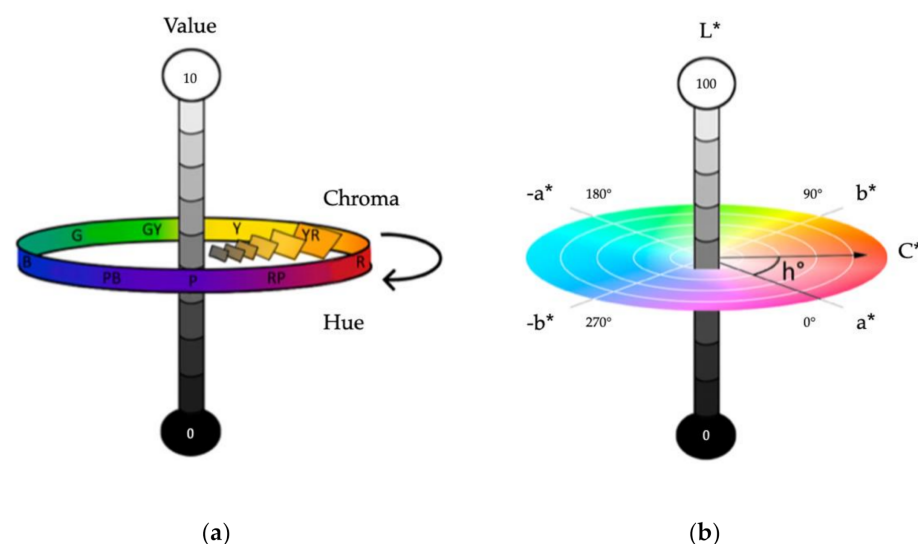 Value
10
Chroma
G
GY
Y
YR
B
PB
P
RP
R
Hue
0
(a)
L*
100
-a*
180°
90°
b*
C*
h°
-b*
270°
0°
a*
0
(b)